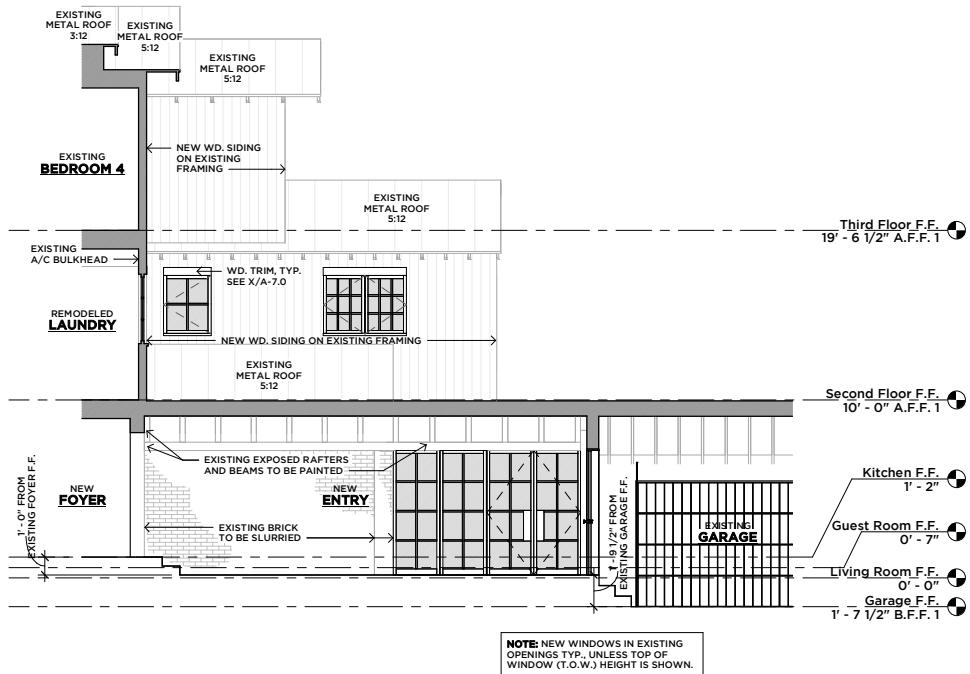 EXISTING
METAL ROOF
3:12
EXISTING
METAL ROOF
5:12
EXISTING
METAL ROOF
5:12
NEW WD. SIDING
ON EXISTING
FRAMING
EXISTING
BEDROOM 4
EXISTING
METAL ROOF
5:12
Third Floor F.F.
19' - 6 1/2" A.F.F. 1
EXISTING
A/C BULKHEAD
WD. TRIM, TYP.
SEE X/A-7.0
REMODELED
LAUNDRY
NEW WD. SIDING ON EXISTING FRAMING
EXISTING
METAL ROOF
5:12
Second Floor F.F.
10' - 0" A.F.F. 1
EXISTING EXPOSED RAFTERS
AND BEAMS TO BE PAINTED
NEW
FOYER
NEW
ENTRY
1' - 0" FROM
EXISTING FOYER F.F.
EXISTING BRICK
TO BE SLURRIED
1' - 9 1/2" FROM
EXISTING GARAGE F.F.
EXISTING
GARAGE
Kitchen F.F.
1' - 2"
Guest Room F.F.
0' - 7"
Living Room F.F.
0' - 0"
Garage F.F.
1' - 7 1/2" B.F.F. 1
NOTE: NEW WINDOWS IN EXISTING
OPENINGS TYP., UNLESS TOP OF
WINDOW (T.O.W.) HEIGHT IS SHOWN.